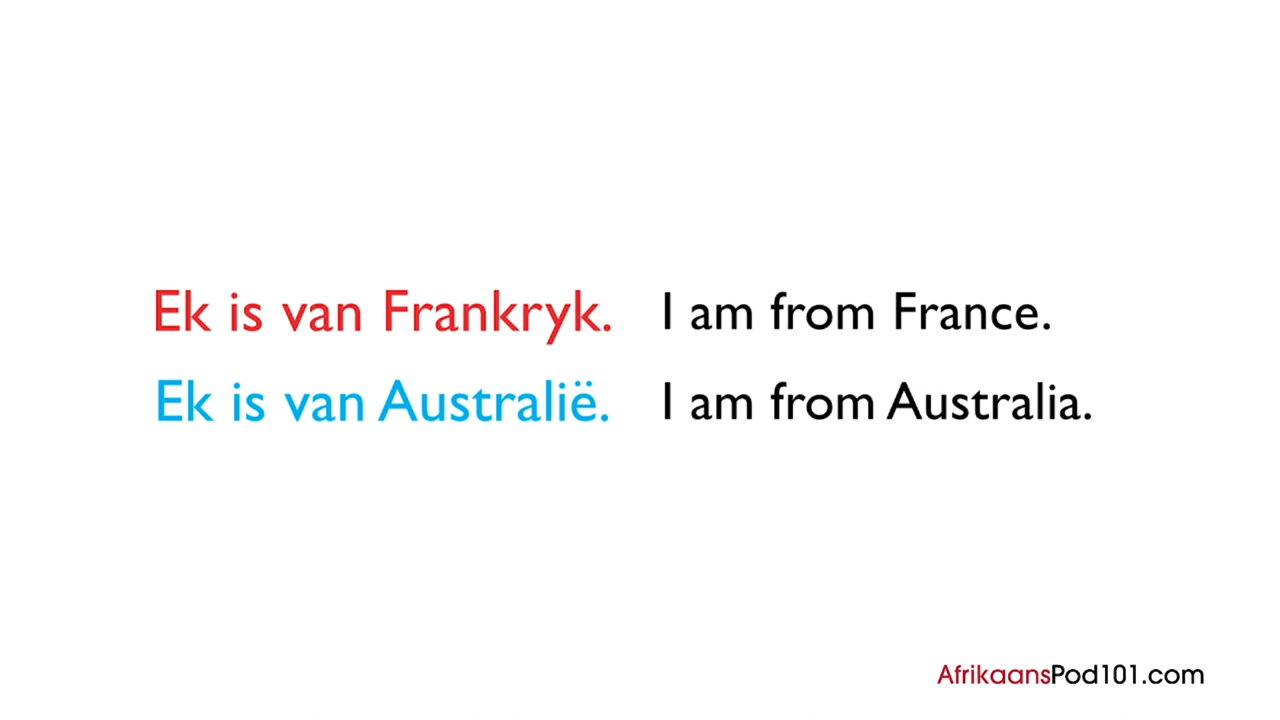 Ek is van Frankryk. I am from France.
Ek is van Australië. I am from Australia.
AfrikaansPod101.com